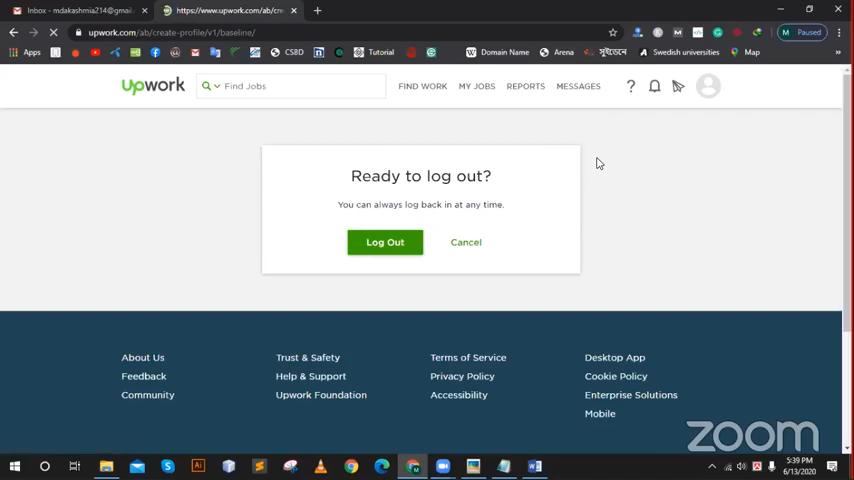 Inbox - mdakashmia214@gmail.
https://www.upwork.com/ab/cre
upwork.com/ab/create-profile/v1/baseline/
Paused
Apps
CSBD
Tutorial
Domain Name
Arena
সুইডেনে
Swedish universities
Map
Upwork
Find Jobs
FIND WORK
MY JOBS
REPORTS
MESSAGES
Ready to log out?
You can always log back in at any time.
Log Out
Cancel
About Us
Trust & Safety
Terms of Service
Desktop App
Feedback
Help & Support
Privacy Policy
Cookie Policy
Community
Upwork Foundation
Accessibility
Enterprise Solutions
Mobile
zoom
5:39 PM
6/13/2020